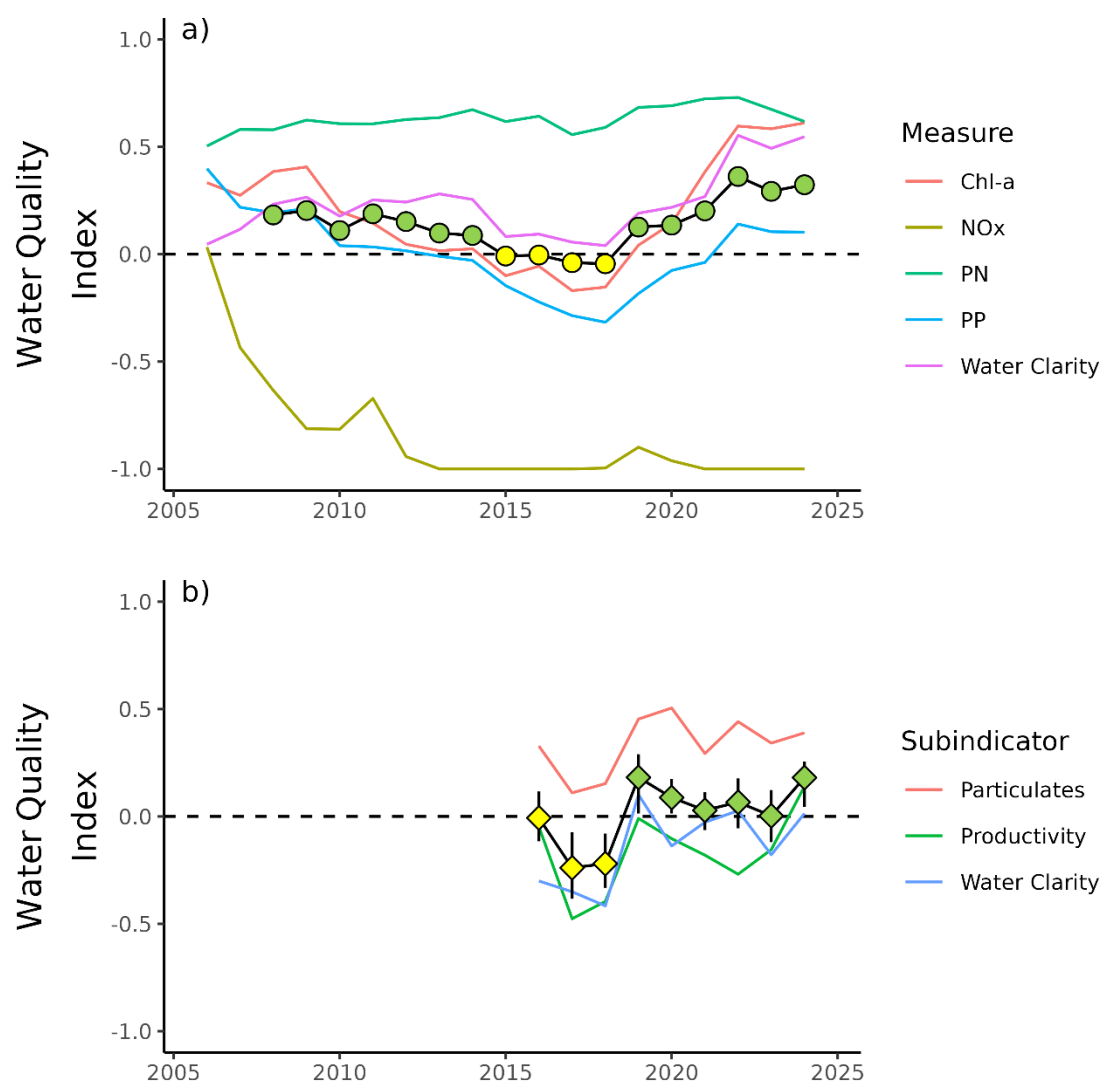 a)
Water Quality
Index
1.0
0.5
0.0
-0.5
-1.0
2005 2010 2015 2020 2025
Measure
Chl-a
NOx
PN
PP
Water Clarity
b)
Water Quality
Index
1.0
0.5
0.0
-0.5
-1.0
2005 2010 2015 2020 2025
Subindicator
Particulates
Productivity
Water Clarity